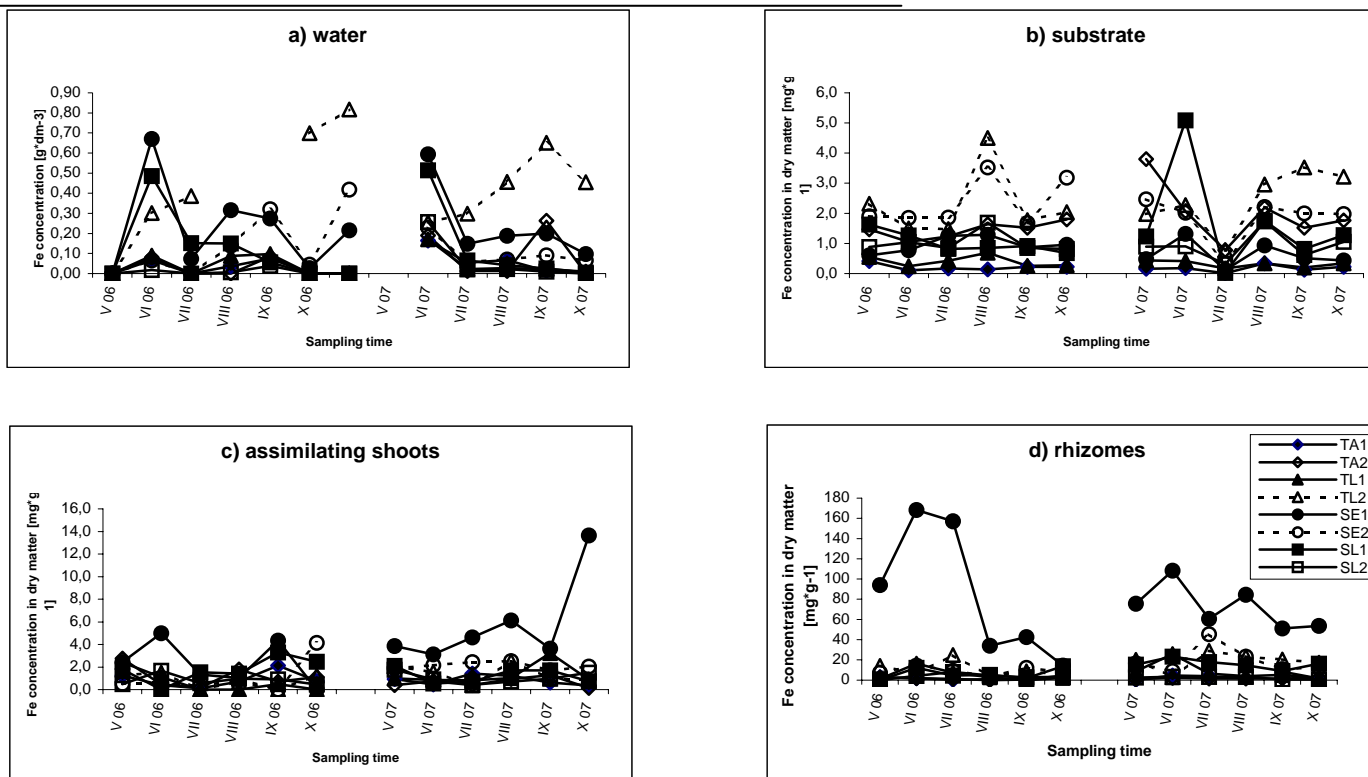 a) water
Fe concentration [g*dm-3]
0,90
0,80
0,70
0,60
0,50
0,40
0,30
0,20
0,10
0,00
V 06
VI 06
VII 06
VIII 06
IX 06
X 06
V 07
VI 07
VII 07
VIII 07
IX 07
X 07
Sampling time
b) substrate
Fe concentration in dry matter [mg*g
1]
6,0
5,0
4,0
3,0
2,0
1,0
0,0
V 06
VI 06
VII 06
VIII 06
IX 06
X 06
V 07
VI 07
VII 07
VIII 07
IX 07
X 07
Sampling time
c) assimilating shoots
Fe concentration in dry matter [mg*g
1]
16,0
14,0
12,0
10,0
8,0
6,0
4,0
2,0
0,0
V 06
VI 06
VII 06
VIII 06
IX 06
X 06
V 07
VI 07
VII 07
VIII 07
IX 07
X 07
Sampling time
d) rhizomes
Fe concentration in dry matter
[mg*g-1]
180
160
140
120
100
80
60
40
20
0
V 06
VI 06
VII 06
VIII 06
IX 06
X 06
V 07
VI 07
VII 07
VIII 07
IX 07
X 07
Sampling time
TA1
TA2
TL1
TL2
SE1
SE2
SL1
SL2